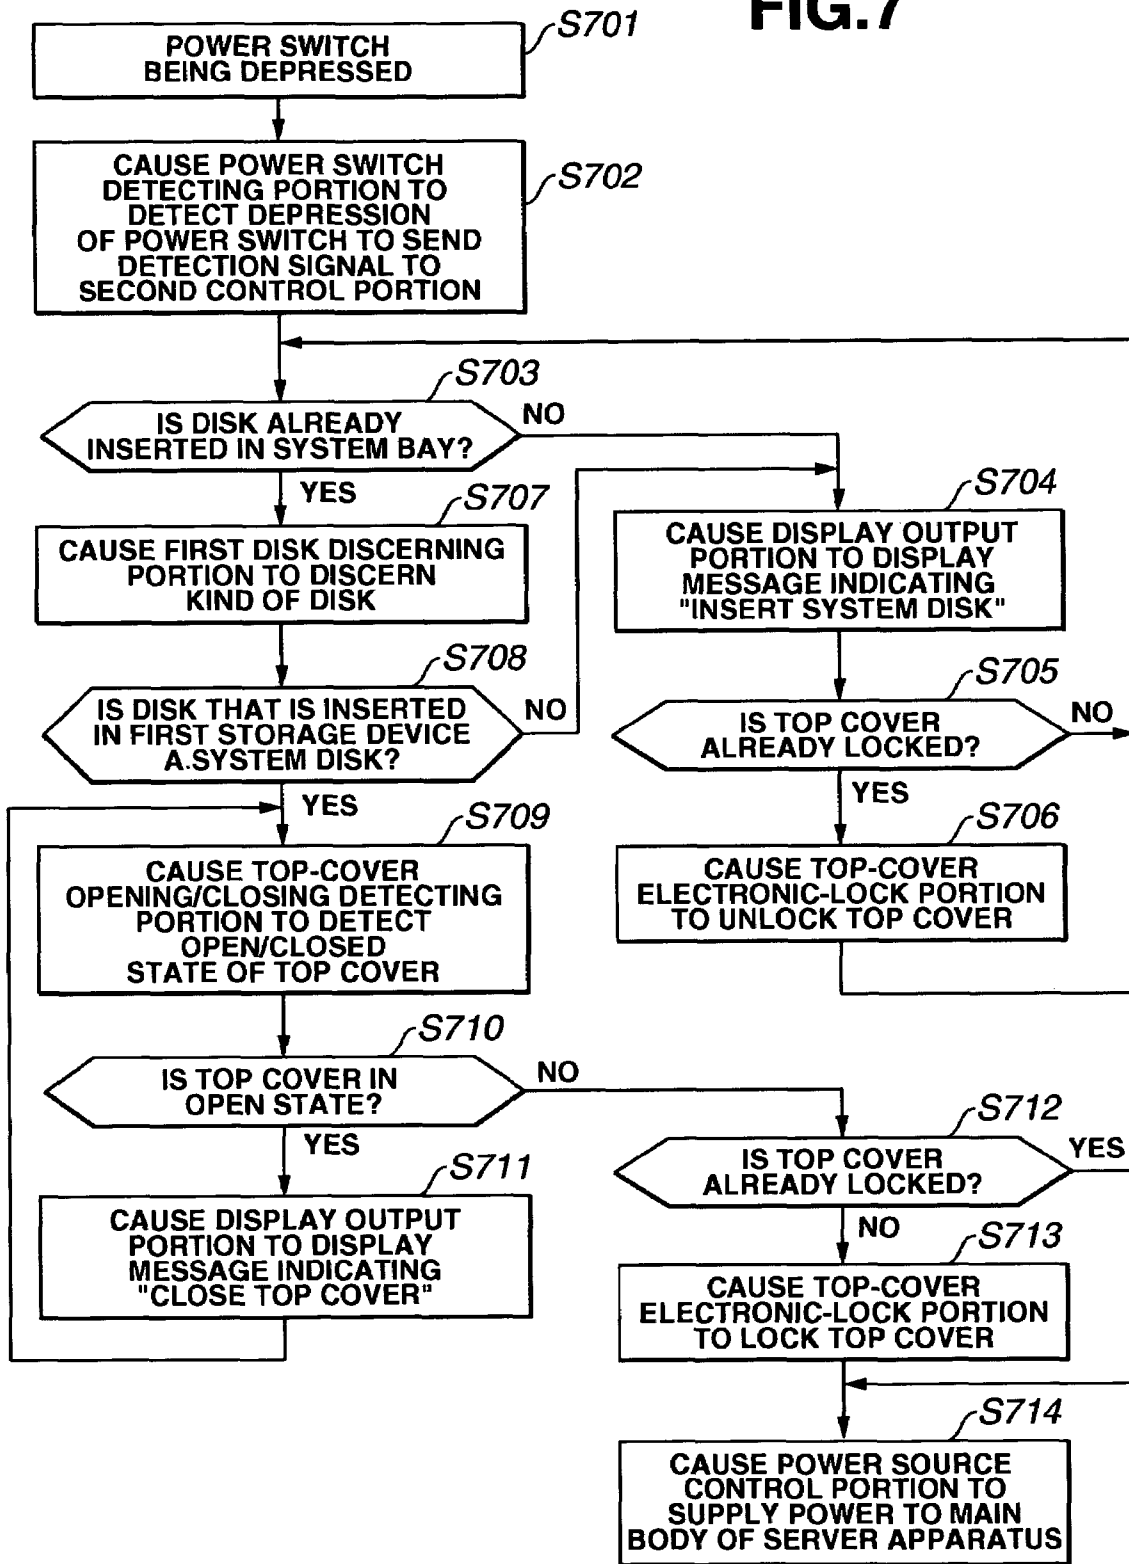 FIG.7
S701
POWER SWITCH
BEING DEPRESSED
S702
CAUSE POWER SWITCH
DETECTING PORTION TO
DETECT DEPRESSION
OF POWER SWITCH TO SEND
DETECTION SIGNAL TO
SECOND CONTROL PORTION
S703
IS DISK ALREADY
INSERTED IN SYSTEM BAY?
NO
YES
S707
CAUSE FIRST DISK DISCERNING
PORTION TO DISCERN
KIND OF DISK
S704
CAUSE DISPLAY OUTPUT
PORTION TO DISPLAY
MESSAGE INDICATING
"INSERT SYSTEM DISK"
S708
IS DISK THAT IS INSERTED
IN FIRST STORAGE DEVICE
A.SYSTEM DISK?
NO
YES
S705
IS TOP COVER
ALREADY LOCKED?
NO
YES
S709
CAUSE TOP-COVER
OPENING/CLOSING DETECTING
PORTION TO DETECT
OPEN/CLOSED
STATE OF TOP COVER
S706
CAUSE TOP-COVER
ELECTRONIC-LOCK PORTION
TO UNLOCK TOP COVER
S710
IS TOP COVER IN
OPEN STATE?
NO
YES
S711
CAUSE DISPLAY OUTPUT
PORTION TO DISPLAY
MESSAGE INDICATING
"CLOSE TOP COVER"
S712
IS TOP COVER
ALREADY LOCKED?
YES
NO
S713
CAUSE TOP-COVER
ELECTRONIC-LOCK PORTION
TO LOCK TOP COVER
S714
CAUSE POWER SOURCE
CONTROL PORTION TO
SUPPLY POWER TO MAIN
BODY OF SERVER APPARATUS